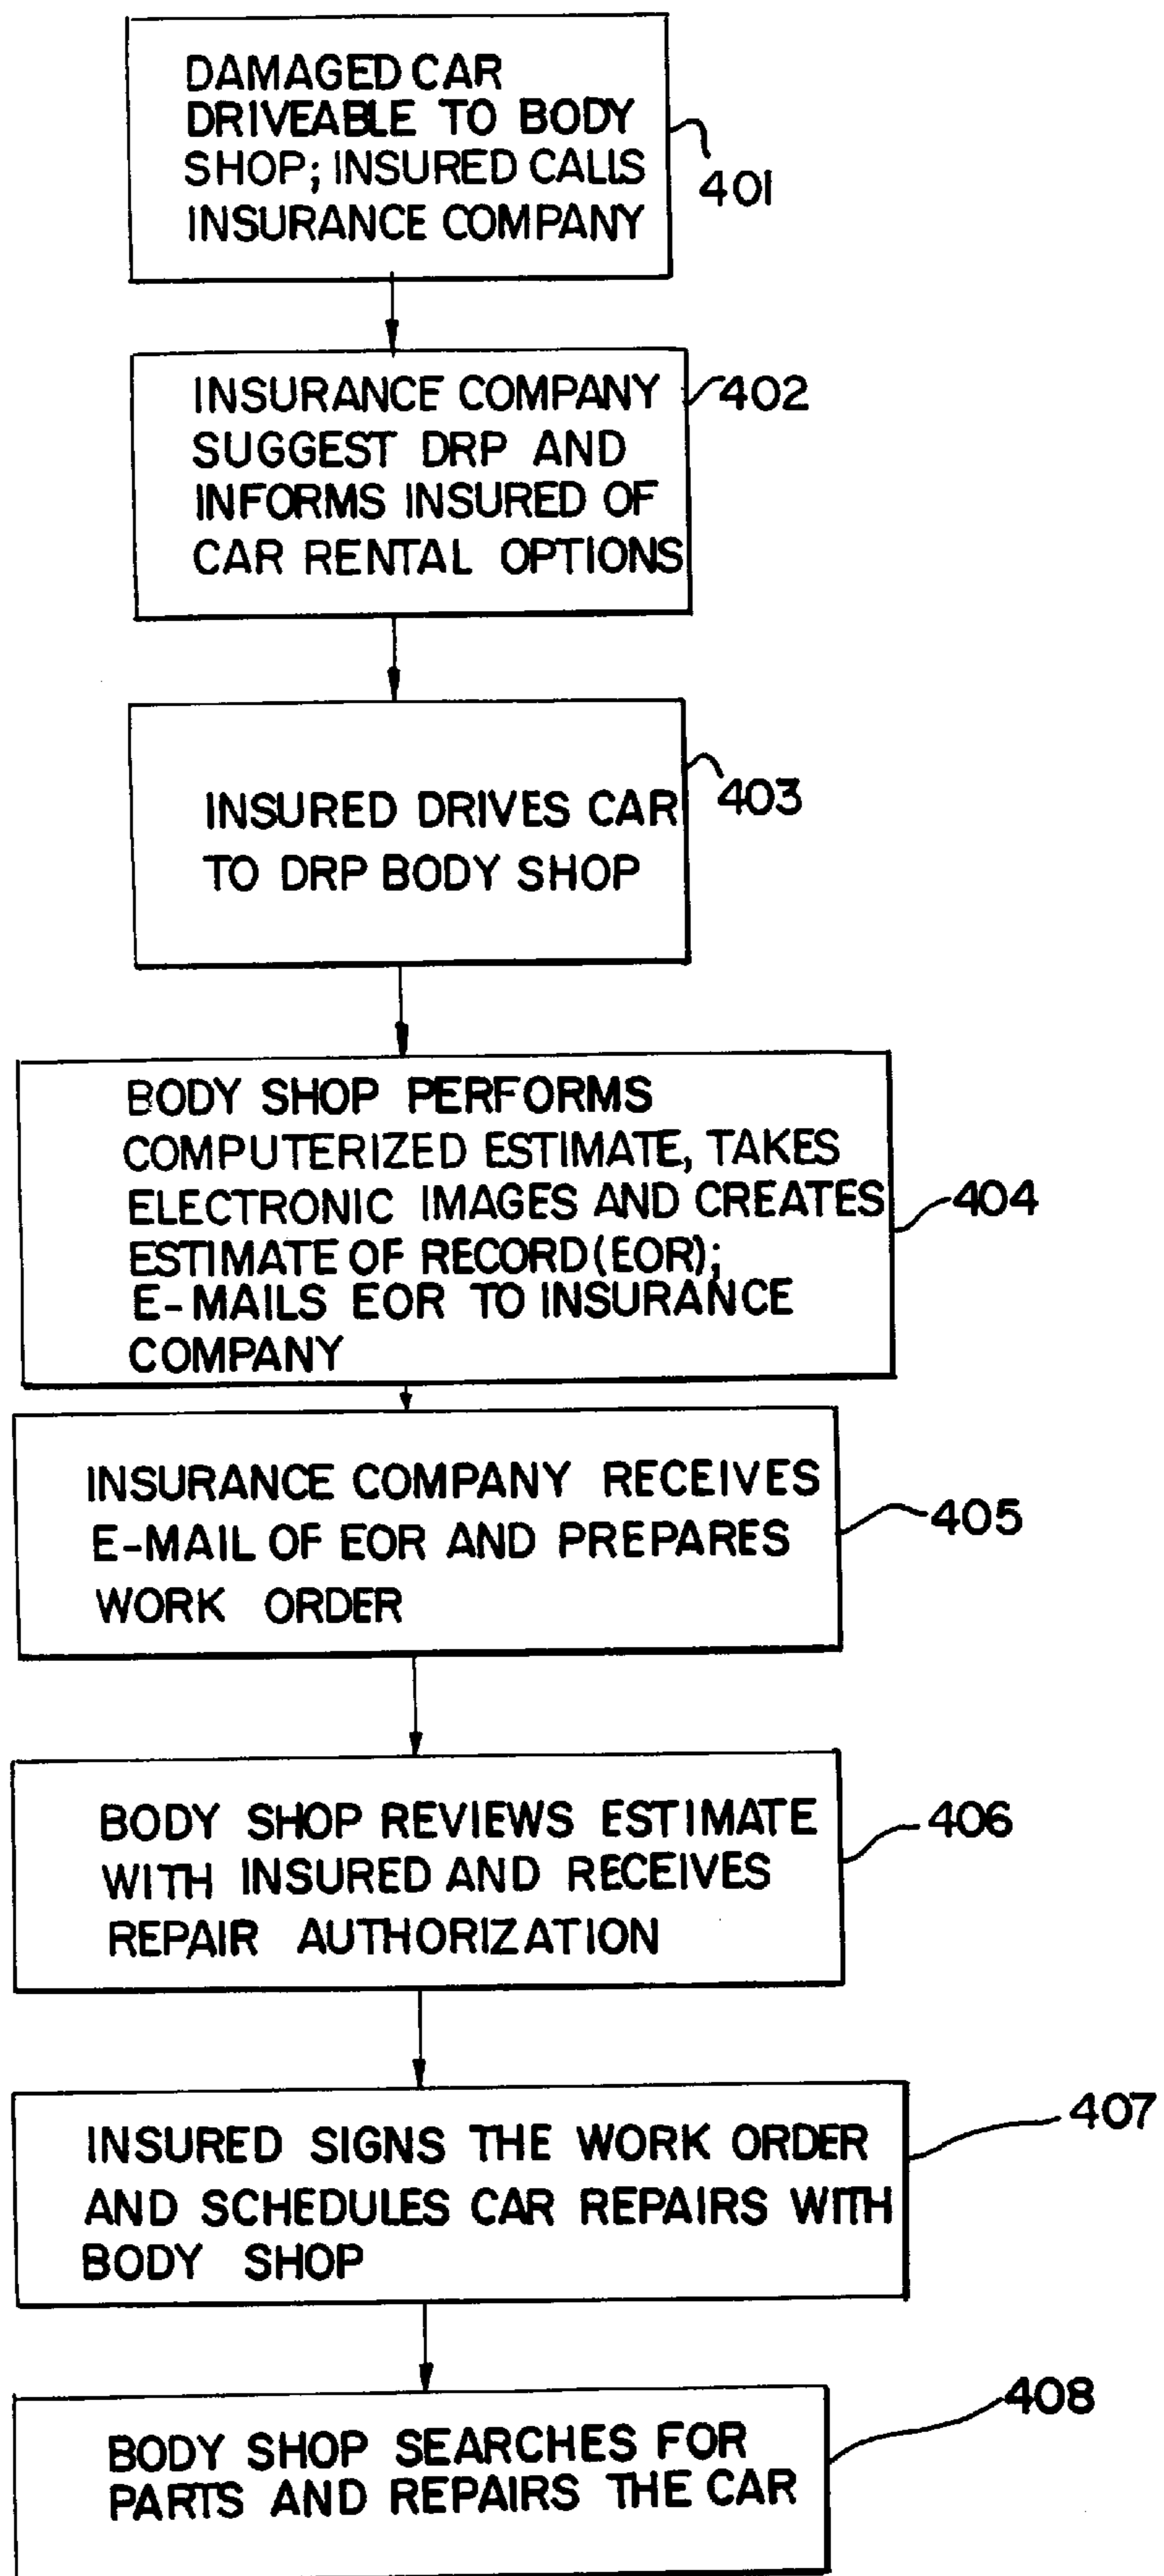 DAMAGED CAR
DRIVEABLE TO BODY
SHOP; INSURED CALLS
INSURANCE COMPANY
401
INSURANCE COMPANY
SUGGEST DRP AND
INFORMS INSURED OF
CAR RENTAL OPTIONS
402
INSURED DRIVES CAR
TO DRP BODY SHOP
403
BODY SHOP PERFORMS
COMPUTERIZED ESTIMATE, TAKES
ELECTRONIC IMAGES AND CREATES
ESTIMATE OF RECORD(EOR);
E-MAILS EOR TO INSURANCE
COMPANY
404
INSURANCE COMPANY RECEIVES
E-MAIL OF EOR AND PREPARES
WORK ORDER
405
BODY SHOP REVIEWS ESTIMATE
WITH INSURED AND RECEIVES
REPAIR AUTHORIZATION
406
INSURED SIGNS THE WORK ORDER
AND SCHEDULES CAR REPAIRS WITH
BODY SHOP
407
BODY SHOP SEARCHES FOR
PARTS AND REPAIRS THE CAR
408